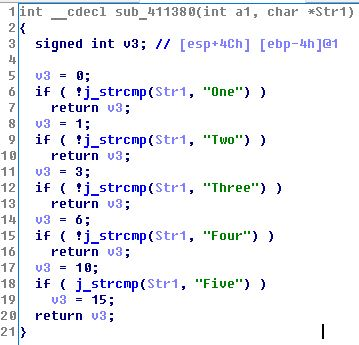 1 int __cdecl sub_411380(int a1, char *Str1)
2 {
3   signed int v3; // [esp+4Ch] [ebp-4h]@1
4
5   v3 = 0;
6   if ( !j_strcmp(Str1, "One") )
7     return v3;
8   v3 = 1;
9   if ( !j_strcmp(Str1, "Two") )
10     return v3;
11   v3 = 3;
12   if ( !j_strcmp(Str1, "Three") )
13     return v3;
14   v3 = 6;
15   if ( !j_strcmp(Str1, "Four") )
16     return v3;
17   v3 = 10;
18   if ( j_strcmp(Str1, "Five") )
19     v3 = 15;
20   return v3;
21 }